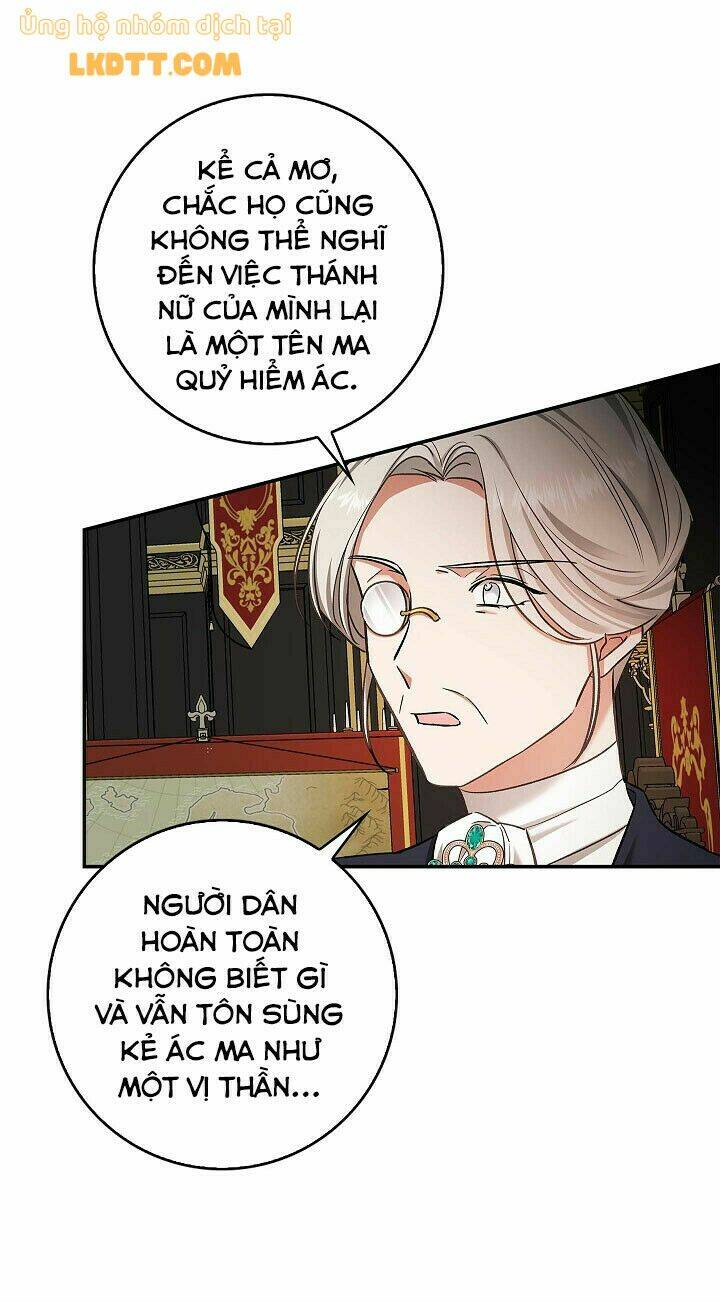 Ủng hộ nhóm dịch tại
LKDTT.COM
KỂ CẢ MƠ,
CHẮC HỌ CŨNG
KHÔNG THỂ NGHĨ
ĐẾN VIỆC THÁNH
NỮ CỦA MÌNH LẠI
LÀ MỘT TÊN MA
QUỶ HIỂM ÁC.
NGƯỜI DÂN
HOÀN TOÀN
KHÔNG BIẾT GÌ
VÀ VẪN TÔN SÙNG
KẺ ÁC MA NHƯ
MỘT VỊ THẦN...